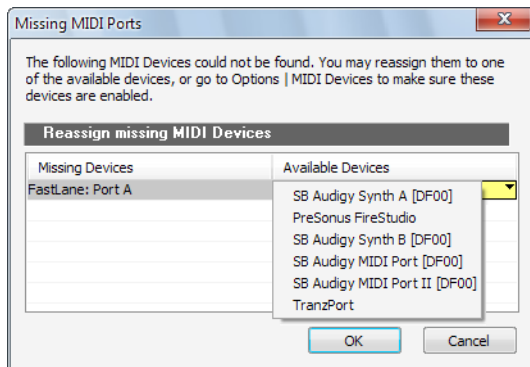 Missing MIDI Ports
The following MIDI Devices could not be found. You may reassign them to one
of the available devices, or go to Options | MIDI Devices to make sure these
devices are enabled.
Reassign missing MIDI Devices
Missing Devices Available Devices
FastLane: Port A
SB Audigy Synth A [DF00]
PreSonus FireStudio
SB Audigy Synth B [DF00]
SB Audigy MIDI Port [DF00]
SB Audigy MIDI Port II [DF00]
TranzPort
OK Cancel